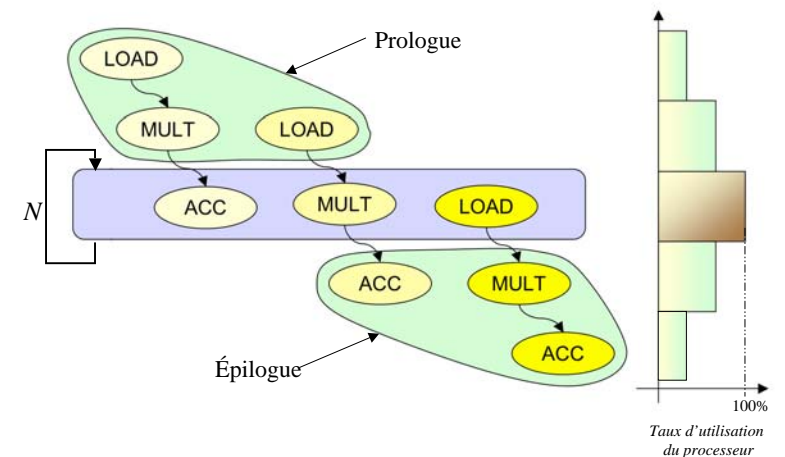 Prologue
LOAD
MULT
LOAD
N
ACC
MULT
LOAD
ACC
MULT
ACC
Épilogue
100%
Taux d'utilisation
du processeur